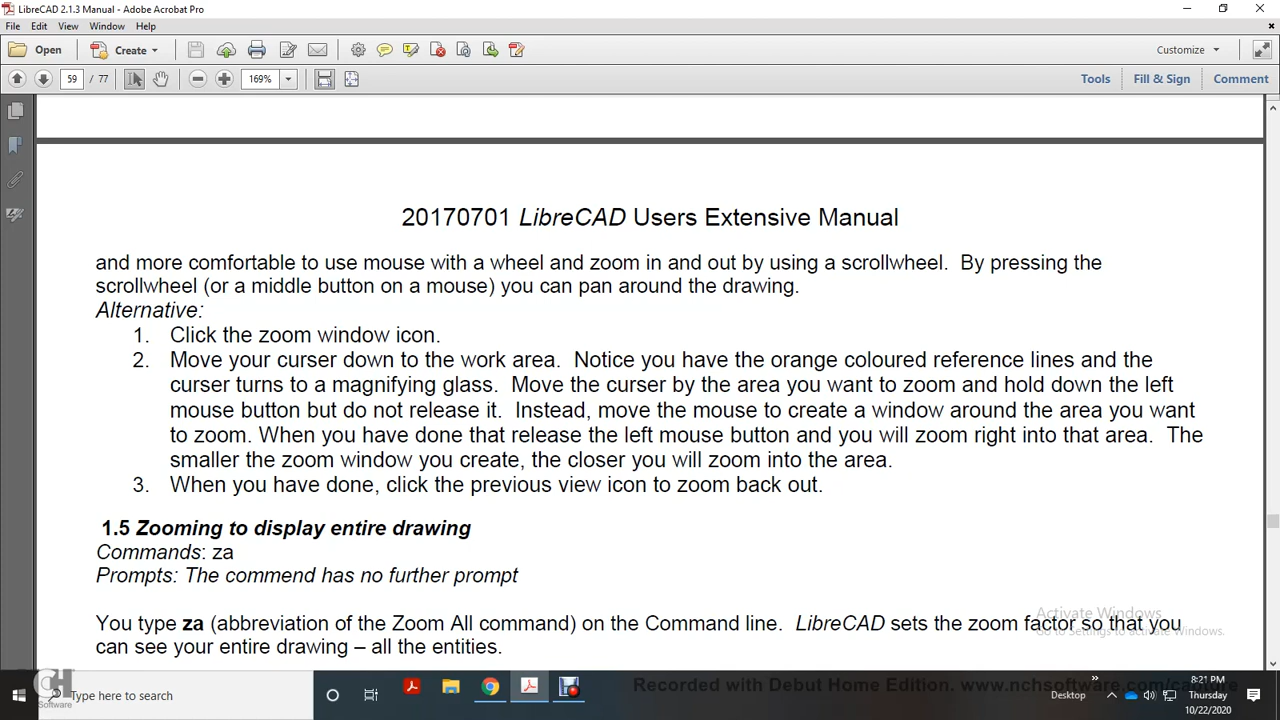 LibreCAD 2.1.3 Manual - Adobe Acrobat Pro
File Edit View Window Help
Open Create Customize
59 / 77 169% Tools Fill & Sign Comment
20170701 LibreCAD Users Extensive Manual
and more comfortable to use mouse with a wheel and zoom in and out by using a scrollwheel. By pressing the
scrollwheel (or a middle button on a mouse) you can pan around the drawing.
Alternative:
1. Click the zoom window icon.
2. Move your curser down to the work area. Notice you have the orange coloured reference lines and the
curser turns to a magnifying glass. Move the curser by the area you want to zoom and hold down the left
mouse button but do not release it. Instead, move the mouse to create a window around the area you want
to zoom. When you have done that release the left mouse button and you will zoom right into that area. The
smaller the zoom window you create, the closer you will zoom into the area.
3. When you have done, click the previous view icon to zoom back out.
1.5 Zooming to display entire drawing
Commands: za
Prompts: The commend has no further prompt
You type za (abbreviation of the Zoom All command) on the Command line. LibreCAD sets the zoom factor so that you
can see your entire drawing – all the entities.
Activate Windows
Go to Settings to activate Windows.
Recorded with Debut Home Edition. www.nchsoftware.com/capture
NCH
Software
Type here to search
Desktop
8:21 PM
Thursday
10/22/2020